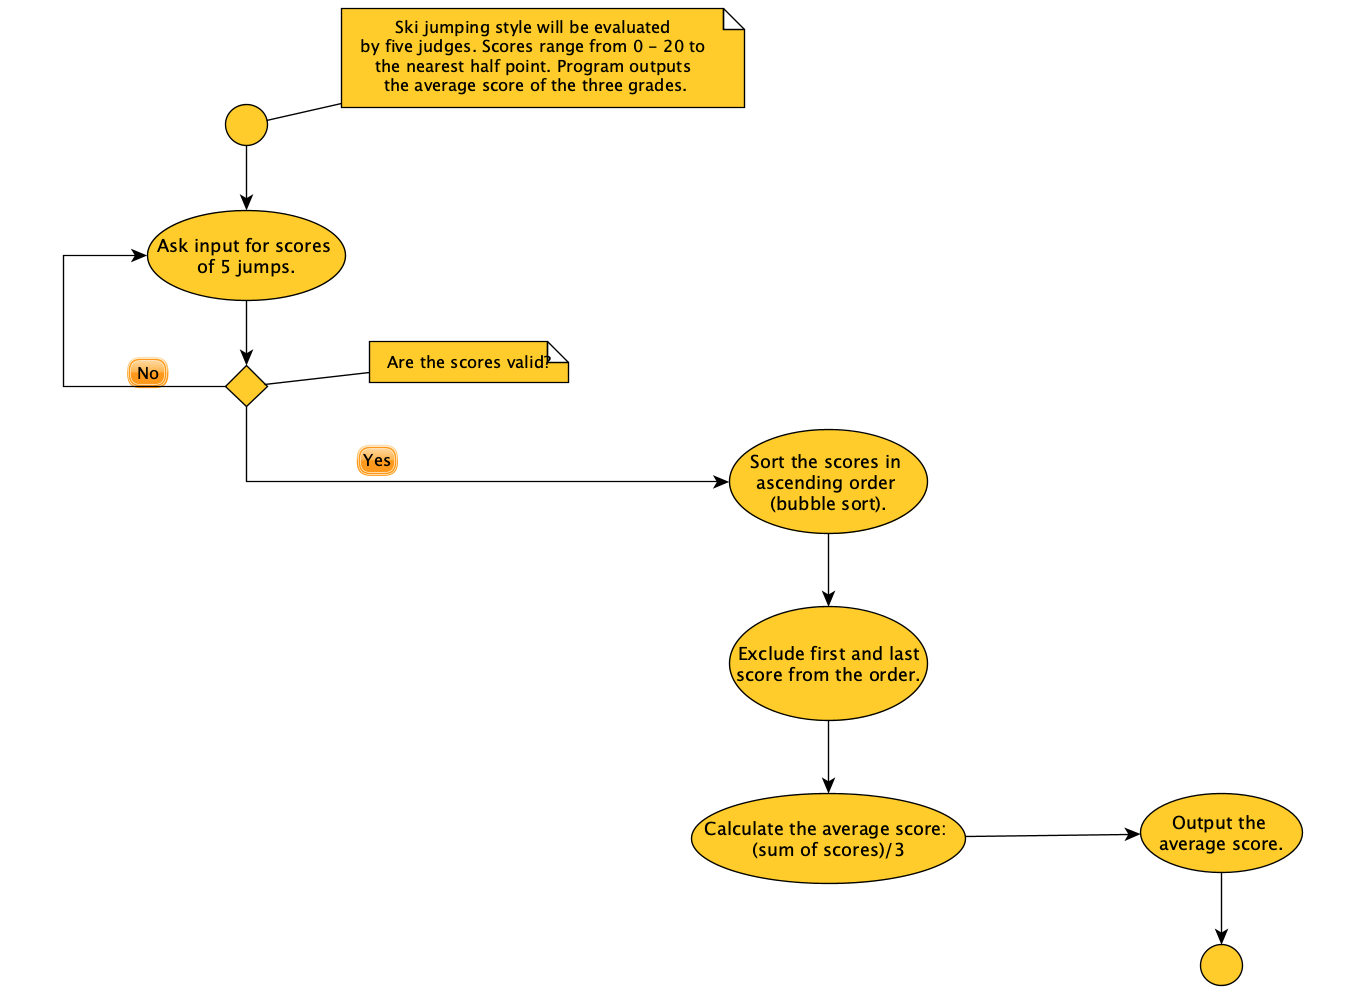 Ski jumping style will be evaluated
by five judges. Scores range from 0 – 20 to
the nearest half point. Program outputs
the average score of the three grades.
Ask input for scores
of 5 jumps.
Are the scores valid?
No
Yes
Sort the scores in
ascending order
(bubble sort).
Exclude first and last
score from the order.
Calculate the average score:
(sum of scores)/3
Output the
average score.